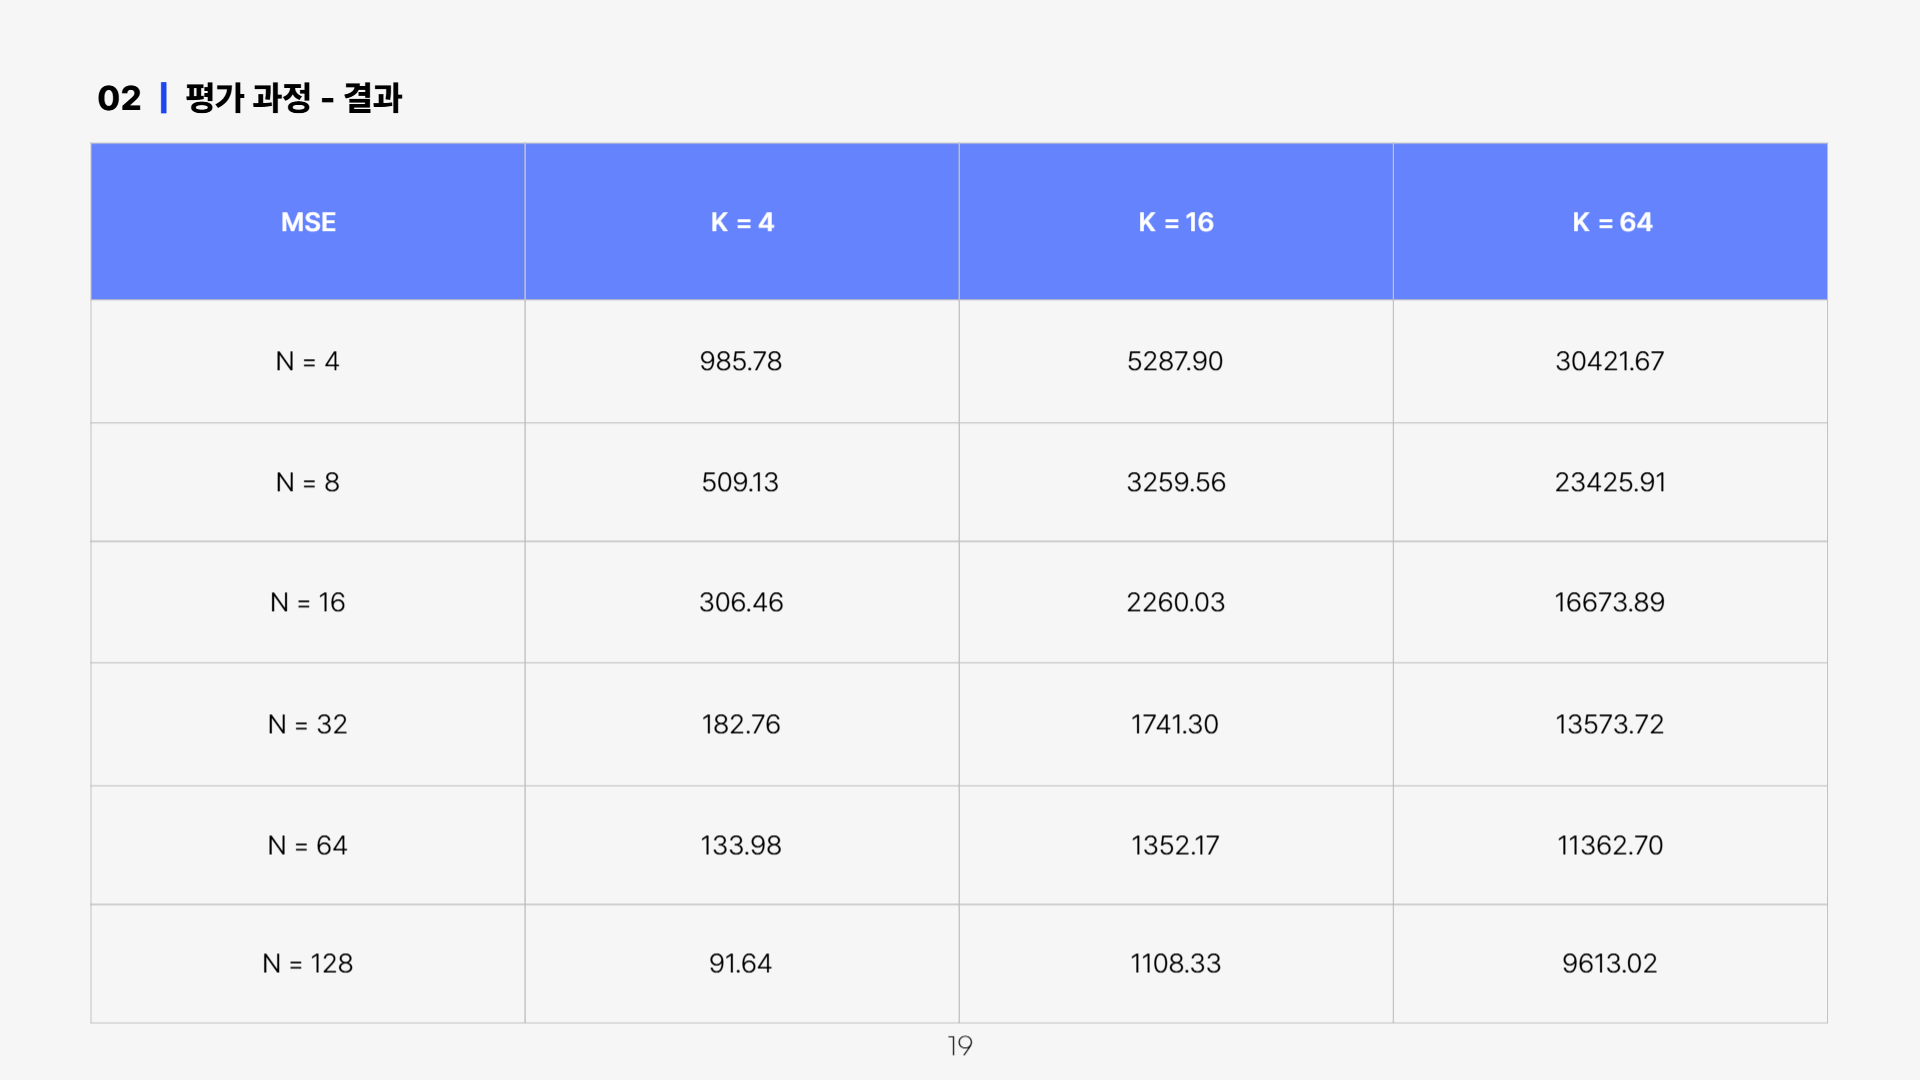 02 | 평가 과정 - 결과
MSE K = 4 K = 16 K = 64
N = 4 985.78 5287.90 30421.67
N = 8 509.13 3259.56 23425.91
N = 16 306.46 2260.03 16673.89
N = 32 182.76 1741.30 13573.72
N = 64 133.98 1352.17 11362.70
N = 128 91.64 1108.33 9613.02
19